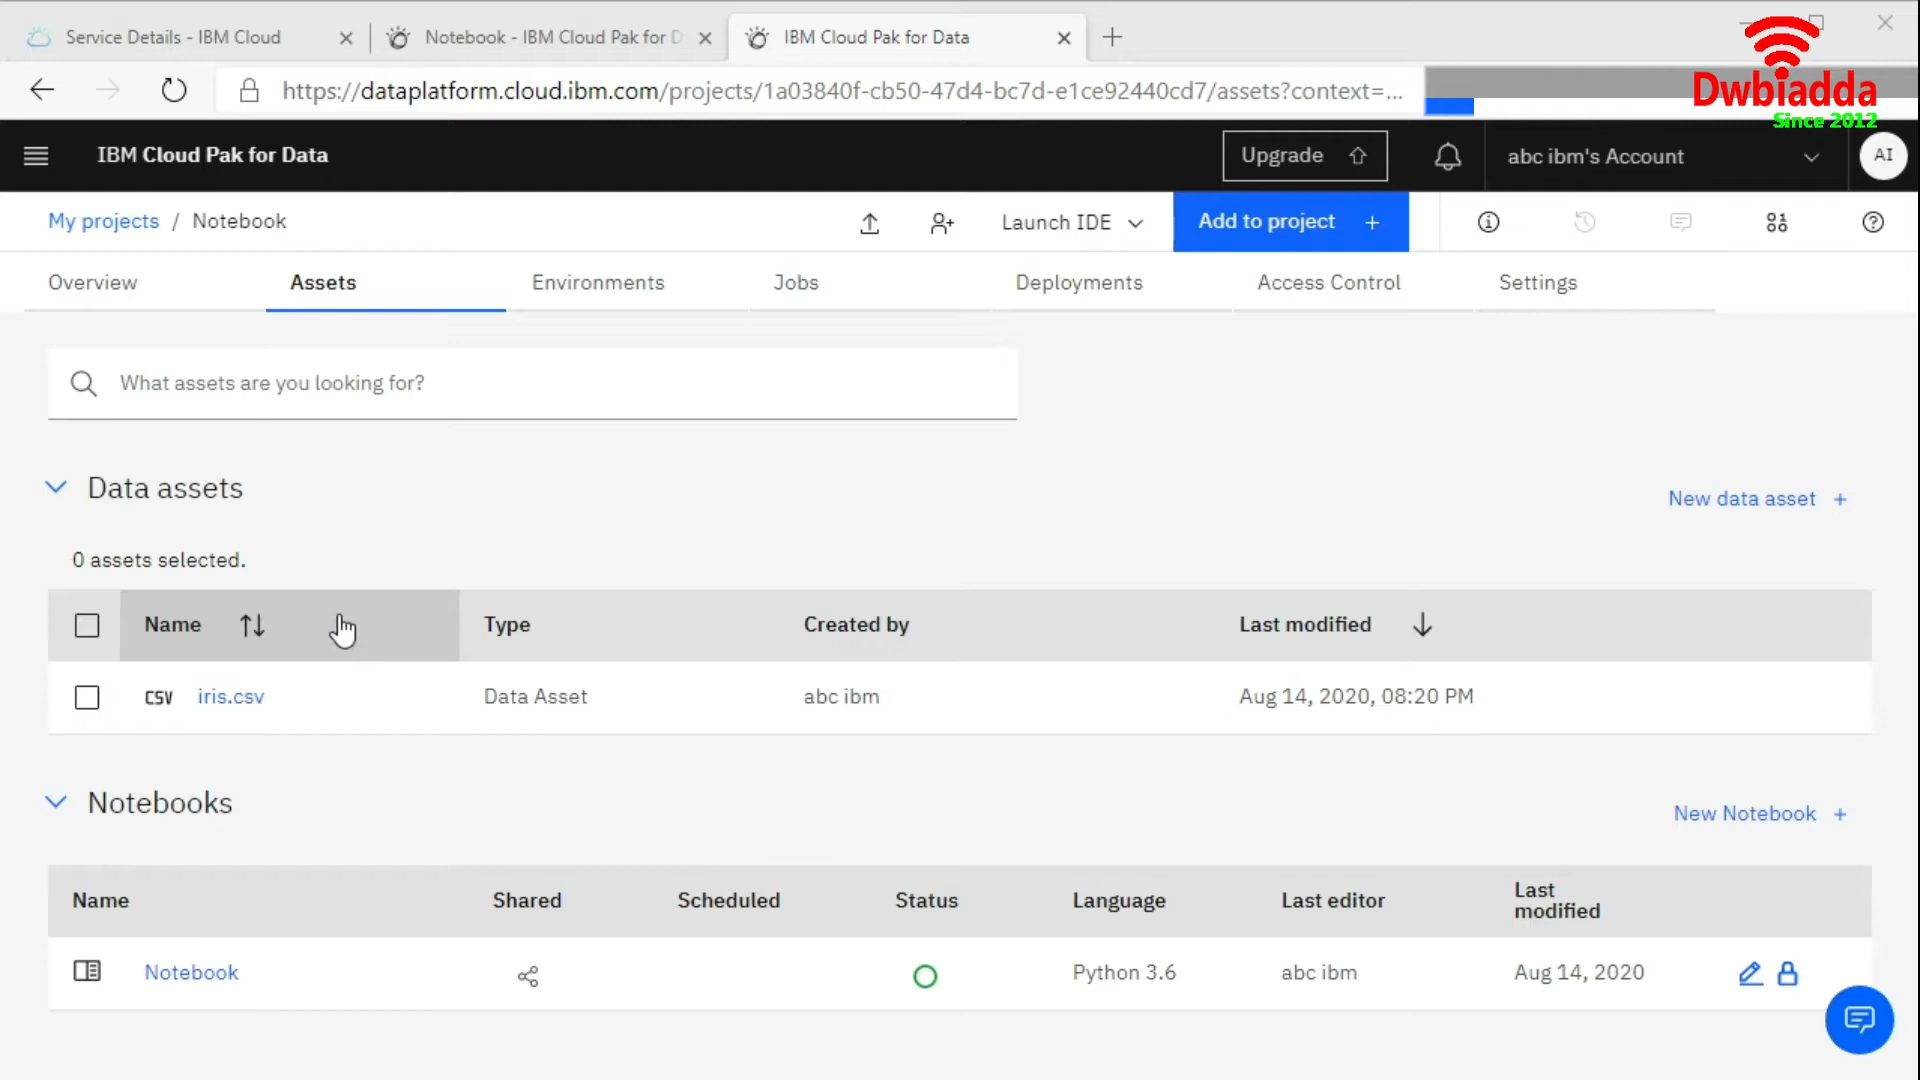 Service Details - IBM Cloud
Notebook - IBM Cloud Pak for D
IBM Cloud Pak for Data
https://dataplatform.cloud.ibm.com/projects/1a03840f-cb50-47d4-bc7d-e1ce92440cd7/assets?context=...
Dwbiadda
Since 2012
IBM Cloud Pak for Data
Upgrade
abc ibm's Account
AI
My projects / Notebook
Launch IDE
Add to project +
Overview
Assets
Environments
Jobs
Deployments
Access Control
Settings
What assets are you looking for?
Data assets
New data asset +
0 assets selected.
Name
Type
Created by
Last modified
CSV iris.csv
Data Asset
abc ibm
Aug 14, 2020, 08:20 PM
Notebooks
New Notebook +
Name
Shared
Scheduled
Status
Language
Last editor
Last
modified
Notebook
Python 3.6
abc ibm
Aug 14, 2020